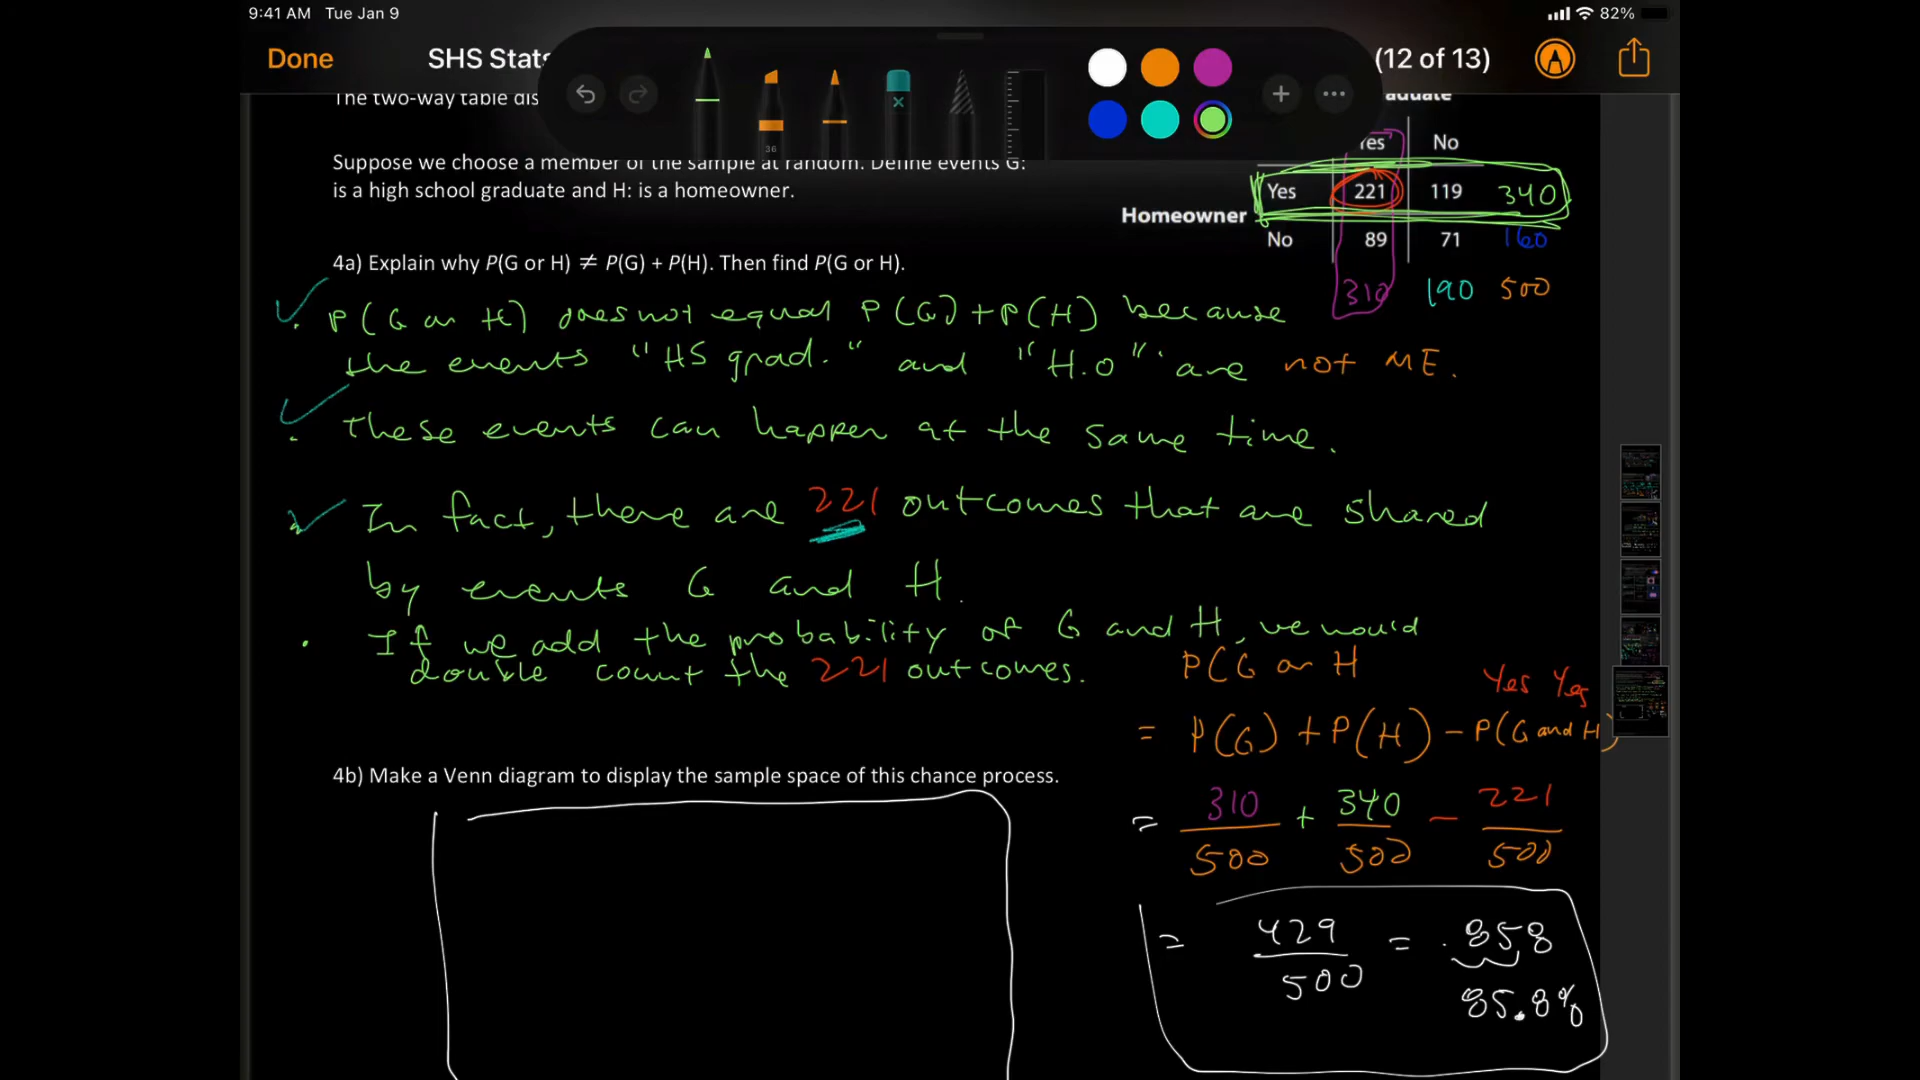 9:41 AM Tue Jan 9
82%
Done
SHS Stats
(12 of 13)
36
The two-way table dis
aduate
Suppose we choose a member of the sample at random. Define events G:
is a high school graduate and H: is a homeowner.
Yes No
Yes 221 119 340
Homeowner
No 89 71 160
310 190 500
4a) Explain why P(G or H) ≠ P(G) + P(H). Then find P(G or H).
P(G or H) does not equal P(G)+P(H) because
the events "HS grad." and "H.O". are not ME.
These events can happen at the same time.
In fact, there are 221 outcomes that are shared
by events G and H.
If we add the probability of G and H, we would
double count the 221 outcomes.
P(G or H
Yes Yes
= P(G) + P(H) - P(G and H)
4b) Make a Venn diagram to display the sample space of this chance process.
= 310/500 + 340/500 - 221/500
= 429/500 = .858
85.8%